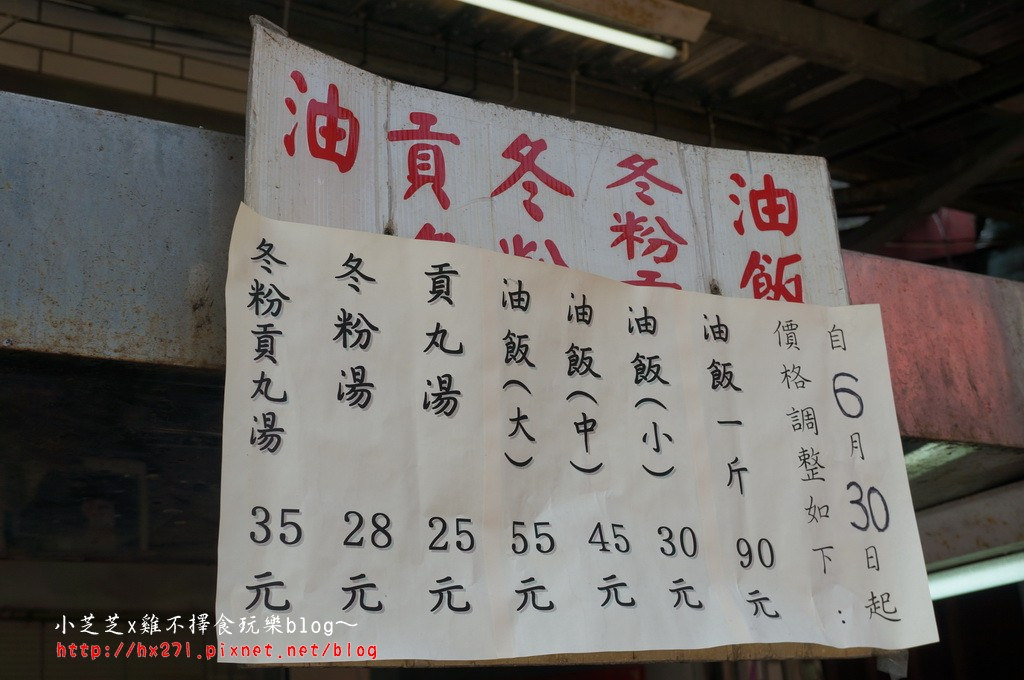 油飯
冬粉
冬粉
貢
油
自6月30日起
價格調整如下：
油飯一斤 90元
油飯(小) 30元
油飯(中) 45元
油飯(大) 55元
貢丸湯 25元
冬粉湯 28元
冬粉貢丸湯 35元
小芝芝x雞不擇食玩樂blog～
http://hx271.pixnet.net/blog